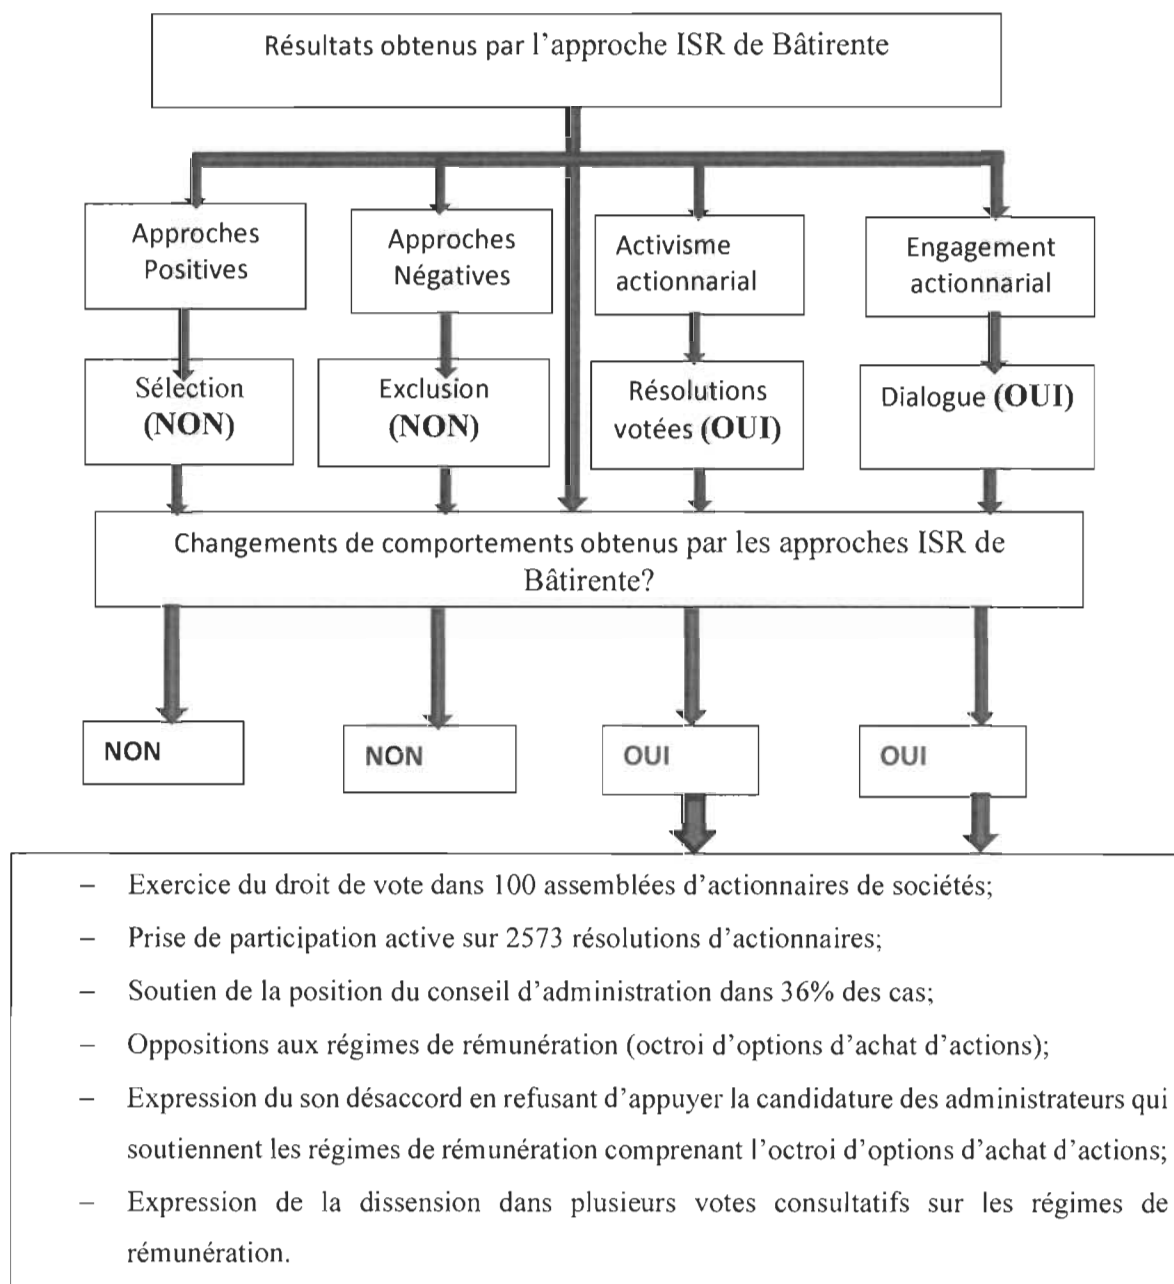 Résultats obtenus par l'approche ISR de Bâtirente
Approches
Positives
Approches
Négatives
Activisme
actionnarial
Engagement
actionnarial
Sélection
(NON)
Exclusion
(NON)
Résolutions
votées (OUI)
Dialogue (OUI)
Changements de comportements obtenus par les approches ISR de
Bâtirente?
NON
NON
OUI
OUI
– Exercice du droit de vote dans 100 assemblées d'actionnaires de sociétés;
– Prise de participation active sur 2573 résolutions d'actionnaires;
– Soutien de la position du conseil d'administration dans 36% des cas;
– Oppositions aux régimes de rémunération (octroi d'options d'achat d'actions);
– Expression du son désaccord en refusant d'appuyer la candidature des administrateurs qui
soutiennent les régimes de rémunération comprenant l'octroi d'options d'achat d'actions;
– Expression de la dissension dans plusieurs votes consultatifs sur les régimes de
rémunération.